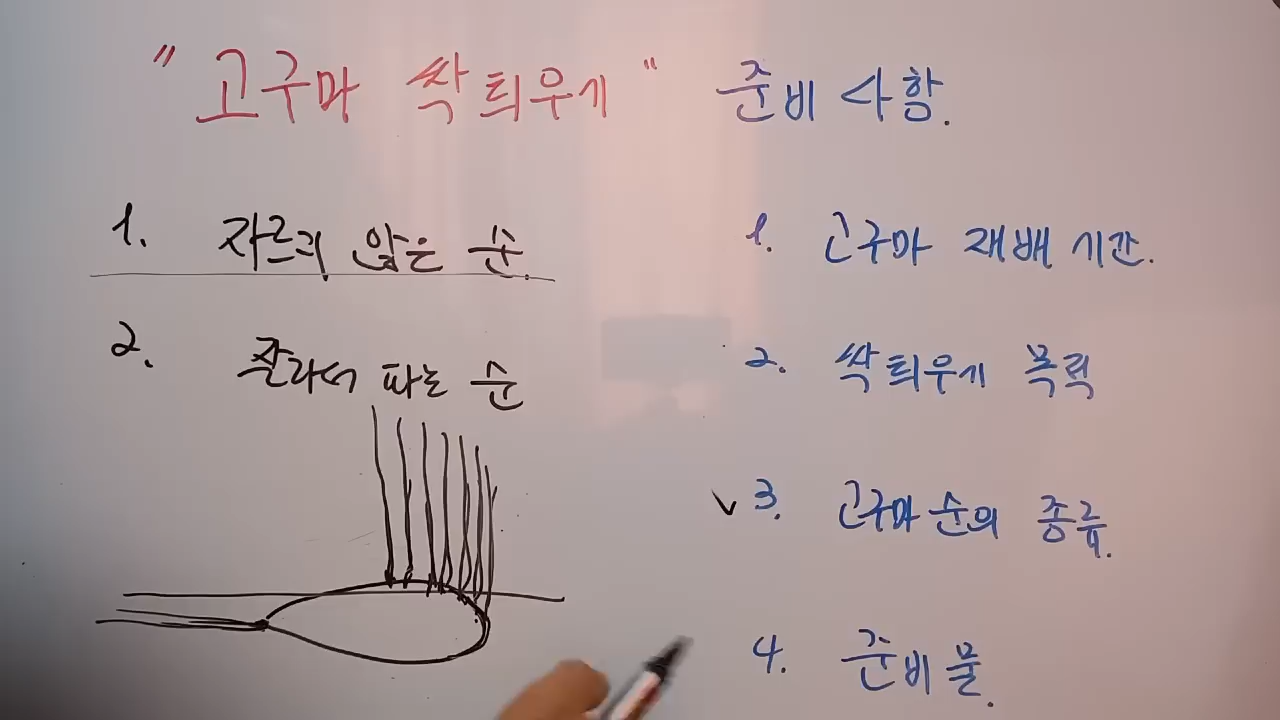 "고구마 싹틔우기" 준비사항.
1. 자르지 않은 순.
2. 잘라서 파는 순
1. 고구마 재배 기간.
2. 싹틔우기 목적
✓ 3. 고구마순의 종류.
4. 준비물.